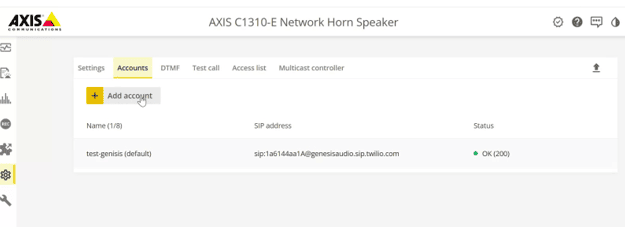 AXIS
COMMUNICATIONS
AXIS C1310-E Network Horn Speaker
Settings Accounts DTMF Test call Access list Multicast controller
+ Add account
Name (1/8) SIP address Status
test-genisis (default) sip:1a6144aa1A@genesisaudio.sip.twilio.com OK (200)
REC